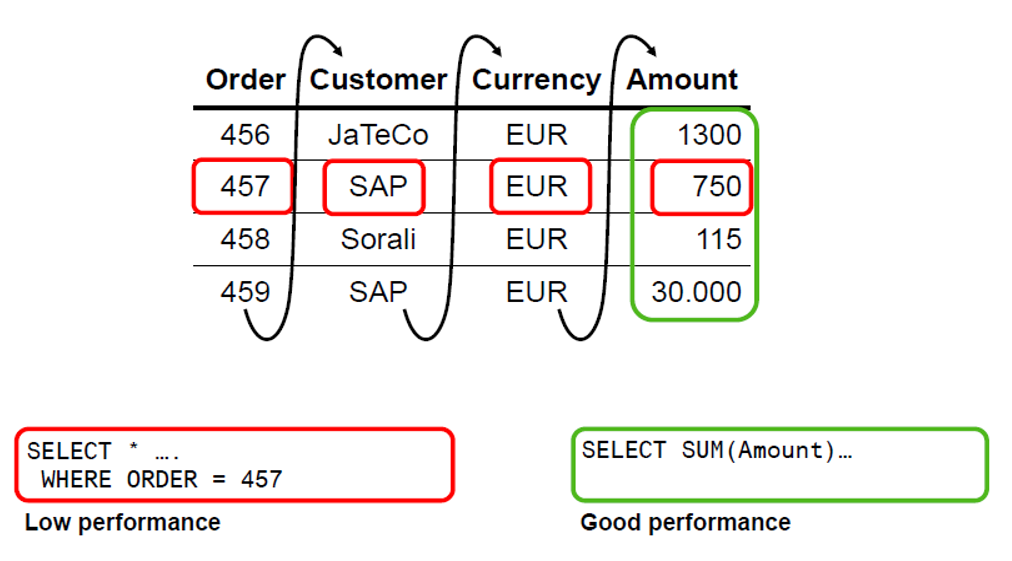 Order Customer Currency Amount
456 JaTeCo EUR 1300
457 SAP EUR 750
458 Sorali EUR 115
459 SAP EUR 30.000
SELECT * ….
WHERE ORDER = 457
Low performance
SELECT SUM(Amount)…
Good performance